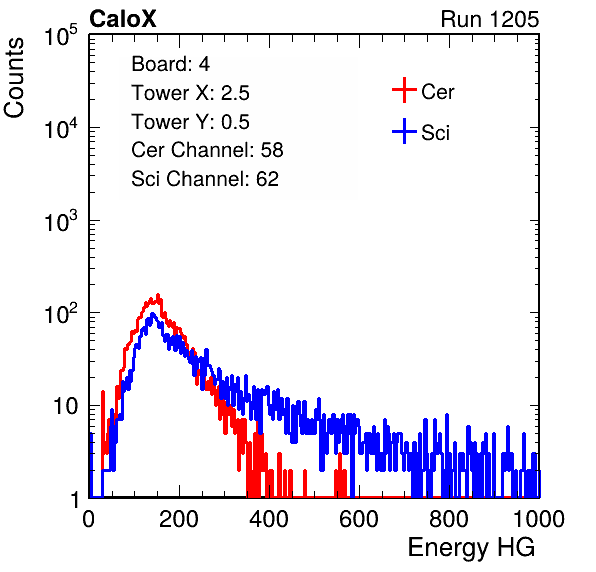 CaloX Run 1205
Counts
Board: 4
Tower X: 2.5
Tower Y: 0.5
Cer Channel: 58
Sci Channel: 62
Cer
Sci
10^5
10^4
10^3
10^2
10
1
0 200 400 600 800 1000
Energy HG